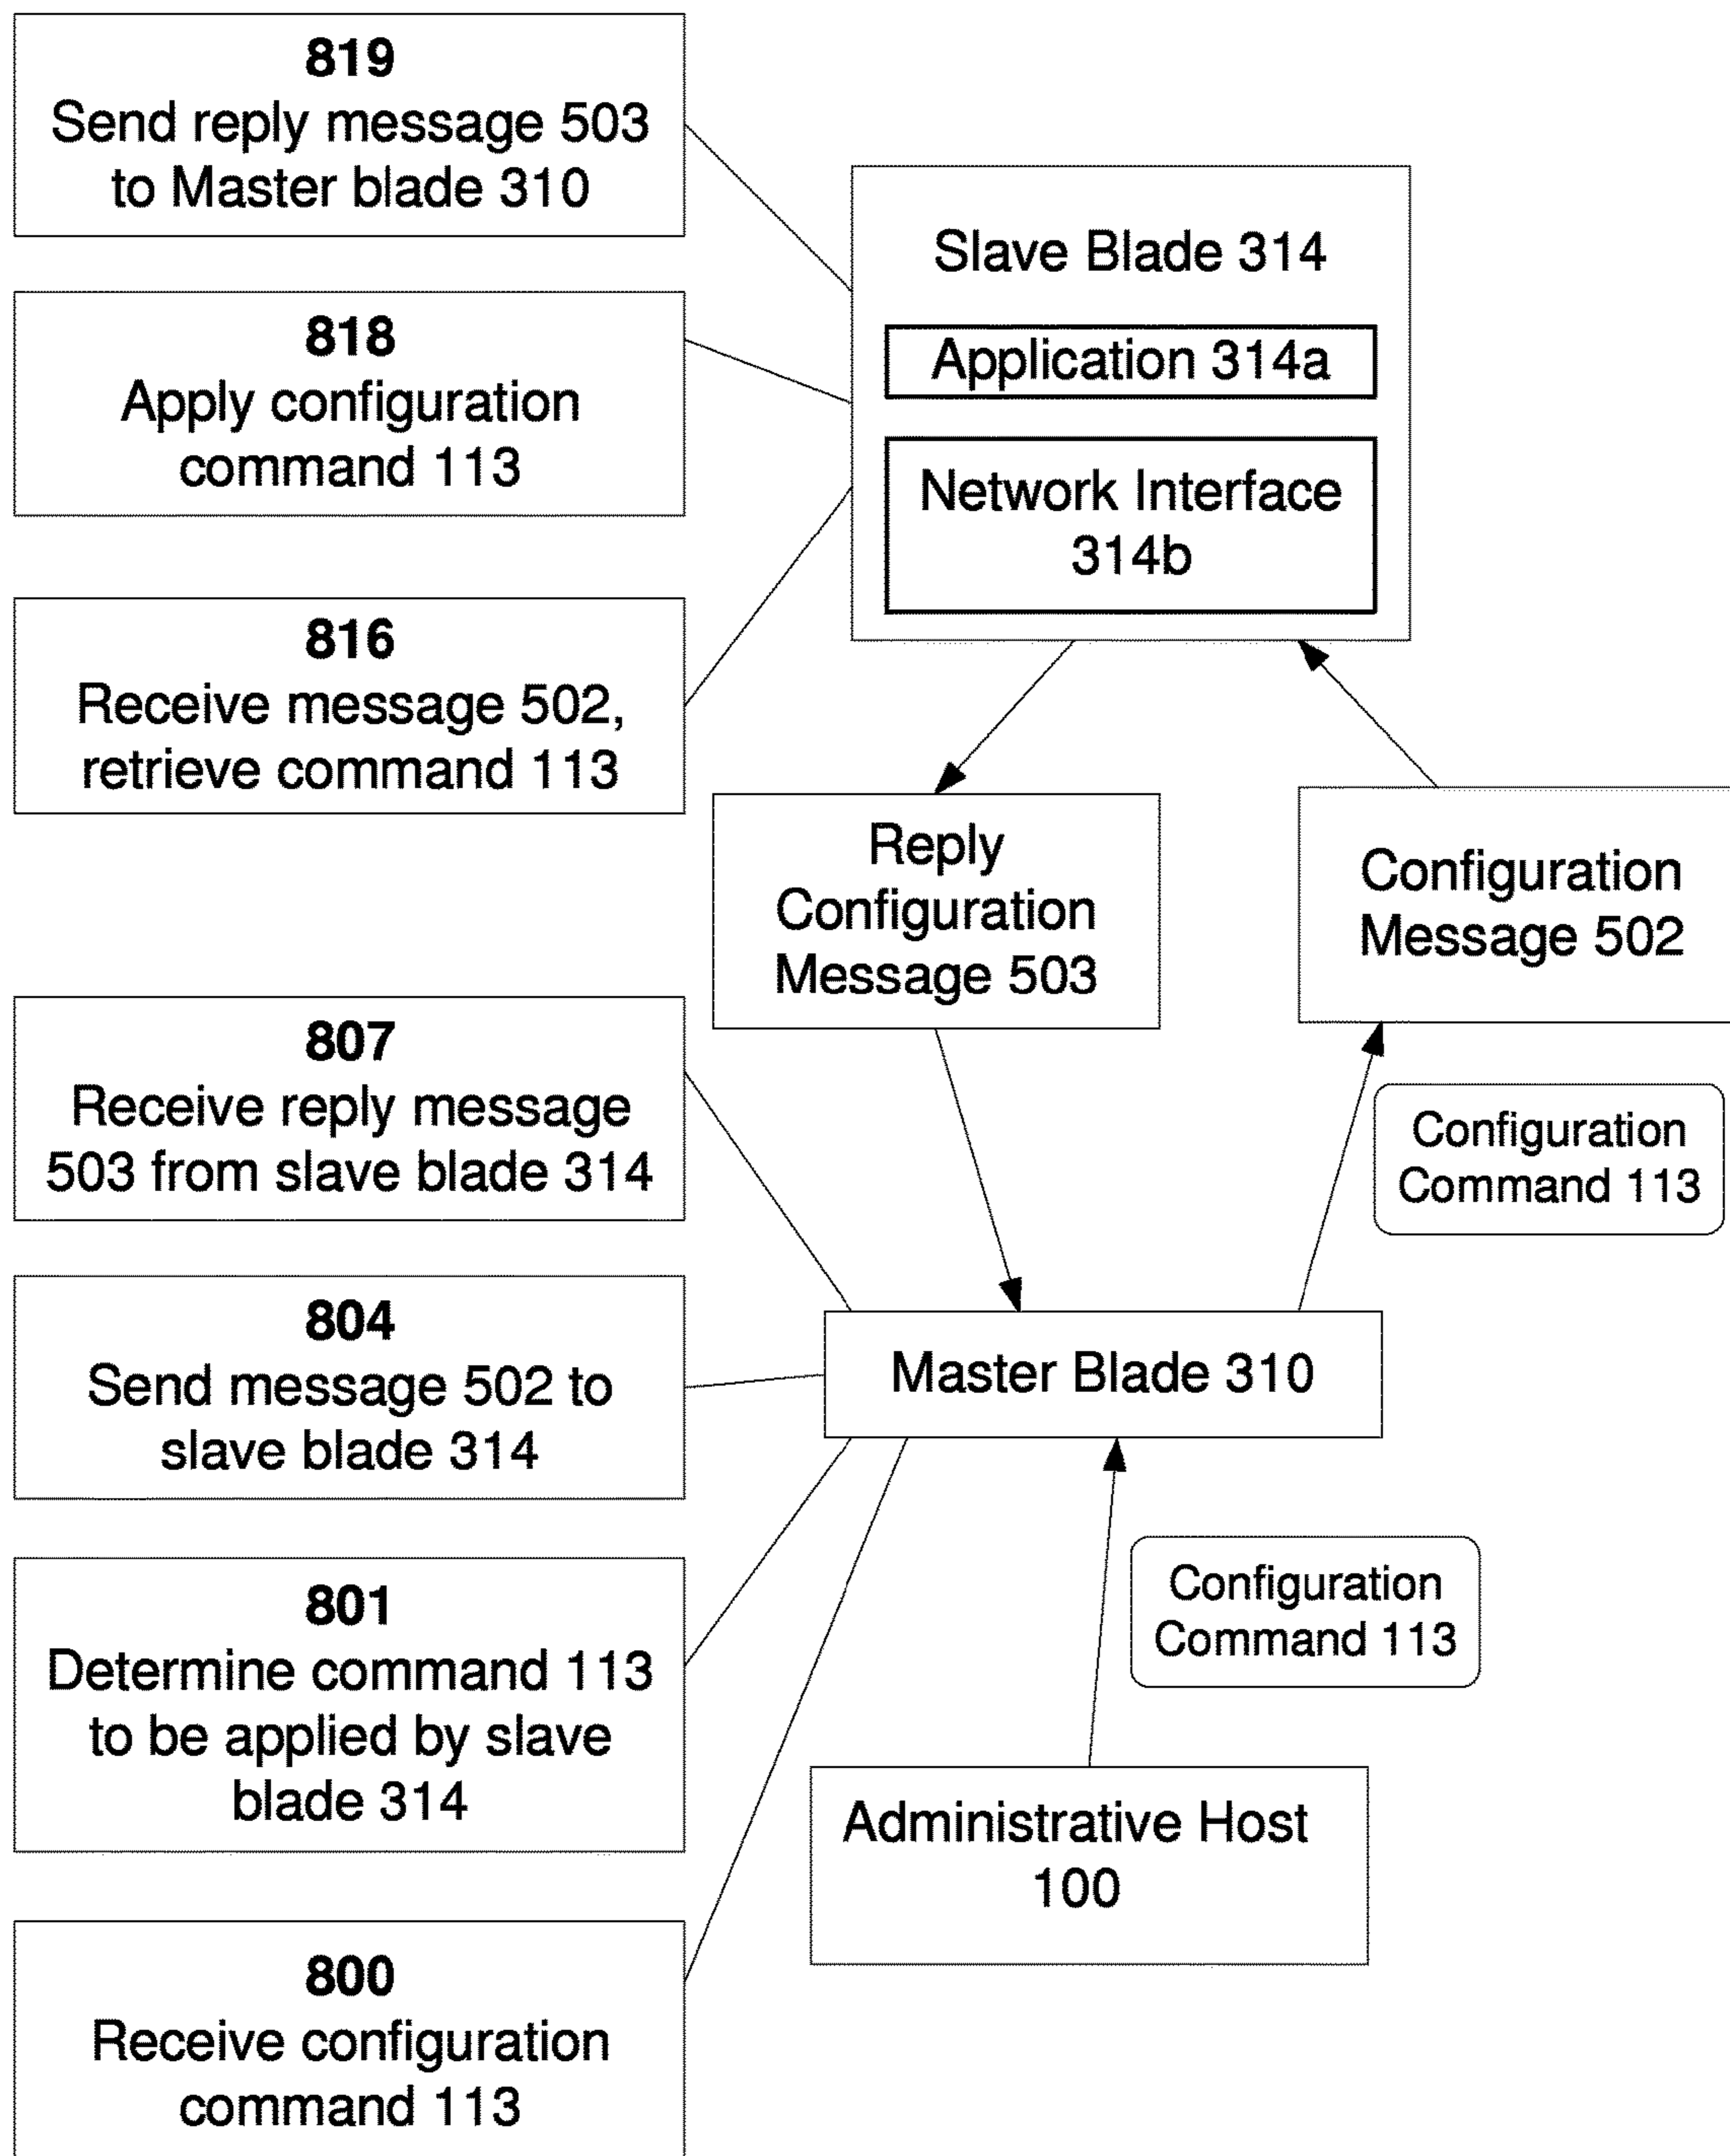 819
Send reply message 503
to Master blade 310
818
Apply configuration
command 113
816
Receive message 502,
retrieve command 113
807
Receive reply message
503 from slave blade 314
804
Send message 502 to
slave blade 314
801
Determine command 113
to be applied by slave
blade 314
800
Receive configuration
command 113
Slave Blade 314
Application 314a
Network Interface
314b
Reply
Configuration
Message 503
Configuration
Message 502
Configuration
Command 113
Master Blade 310
Configuration
Command 113
Administrative Host
100